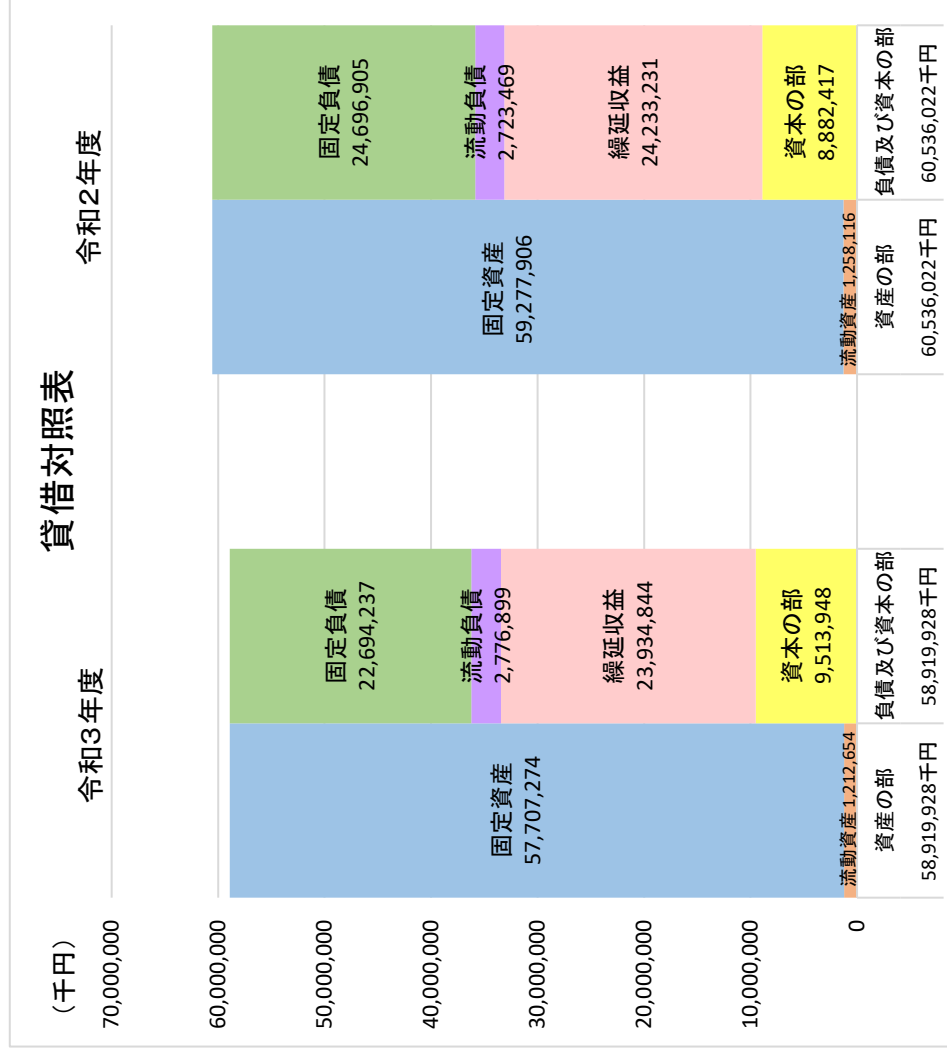 貸借対照表
(千円)
令和3年度
令和2年度
70,000,000
60,000,000
50,000,000
40,000,000
30,000,000
20,000,000
10,000,000
0
固定資産
57,707,274
流動資産 1,212,654
固定負債
22,694,237
流動負債
2,776,899
繰延収益
23,934,844
資本の部
9,513,948
固定資産
59,277,906
流動資産 1,258,116
固定負債
24,696,905
流動負債
2,723,469
繰延収益
24,233,231
資本の部
8,882,417
資産の部
58,919,928千円
負債及び資本の部
58,919,928千円
資産の部
60,536,022千円
負債及び資本の部
60,536,022千円